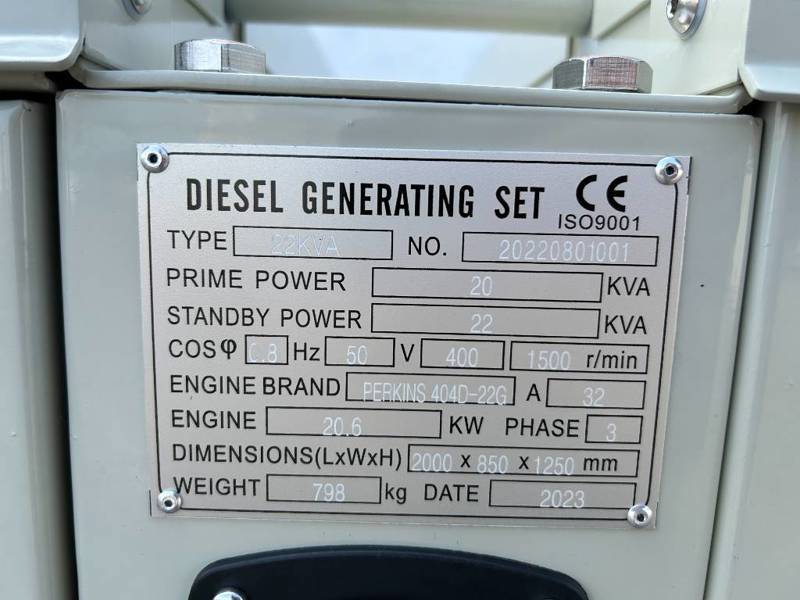 DIESEL GENERATING SET CE
ISO9001
TYPE 22KVA NO. 20220801001
PRIME POWER 20 KVA
STANDBY POWER 22 KVA
COSφ 0.8 Hz 50 V 400 1500 r/min
ENGINE BRAND PERKINS 404D-22G A 32
ENGINE 20.6 KW PHASE 3
DIMENSIONS(LxWxH) 2000 x 850 x 1250 mm
WEIGHT 798 kg DATE 2023